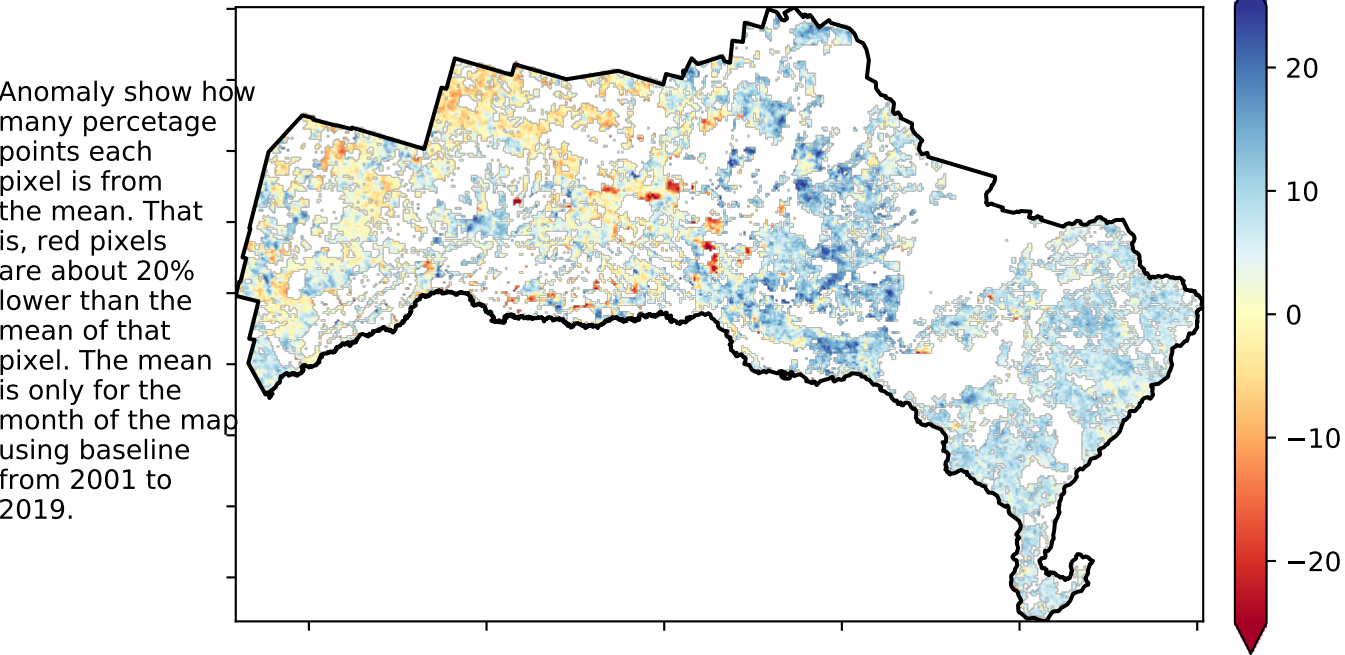 Anomaly show how
many percetage
points each
pixel is from
the mean. That
is, red pixels
are about 20%
lower than the
mean of that
pixel. The mean
is only for the
month of the map
using baseline
from 2001 to
2019.
20
10
0
−10
−20